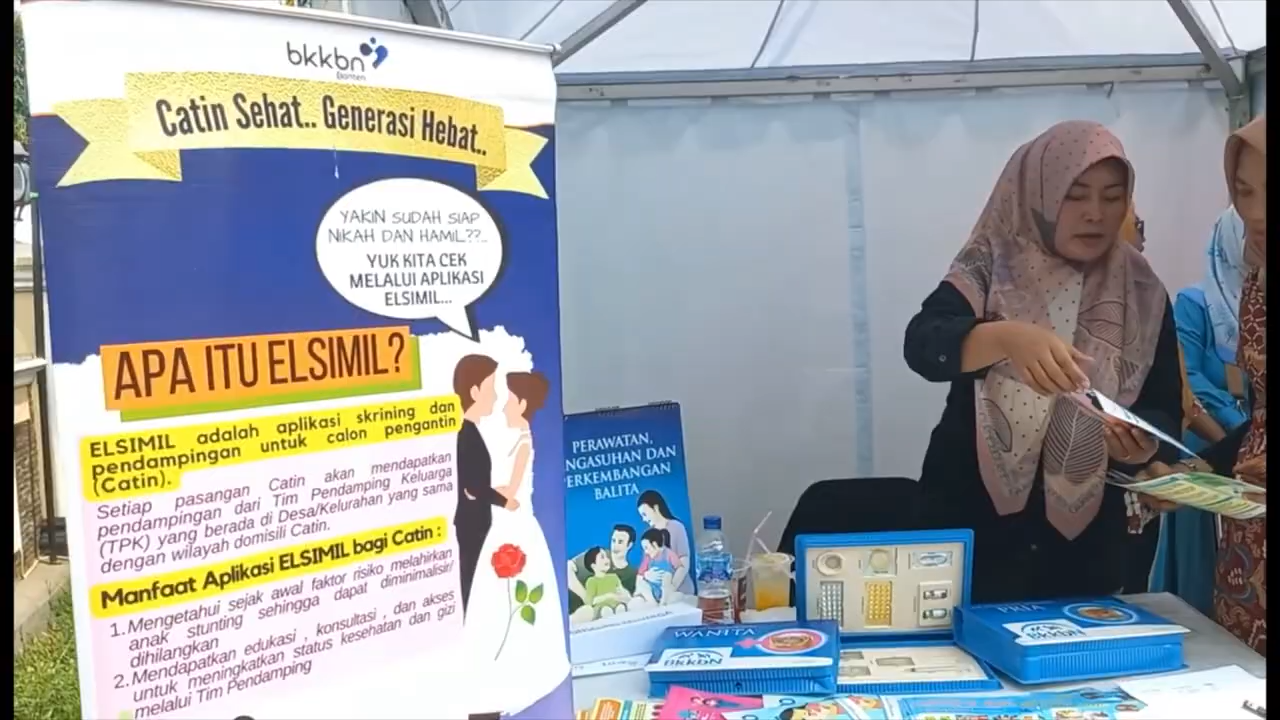 bkkbn
Banten
Catin Sehat.. Generasi Hebat..
YAKIN SUDAH SIAP
NIKAH DAN HAMIL??..
YUK KITA CEK
MELALUI APLIKASI
ELSIMIL...
APA ITU ELSIMIL?
ELSIMIL adalah aplikasi skrining dan
pendampingan untuk calon pengantin
(Catin).
Setiap pasangan Catin akan mendapatkan
pendampingan dari Tim Pendamping Keluarga
(TPK) yang berada di Desa/Kelurahan yang sama
dengan wilayah domisili Catin.
Manfaat Aplikasi ELSIMIL bagi Catin :
1. Mengetahui sejak awal faktor risiko melahirkan
anak stunting sehingga dapat diminimalisir/
dihilangkan
2. Mendapatkan edukasi , konsultasi , dan akses
untuk meningkatkan status kesehatan dan gizi
melalui Tim Pendamping
PERAWATAN,
NGASUHAN DAN
ERKEMBANGAN
BALITA
WANITA
BKKBN
PRIA
BKKBN